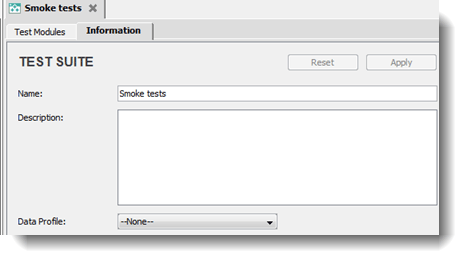 Smoke tests
Test Modules Information
TEST SUITE Reset Apply
Name: Smoke tests
Description:
Data Profile: --None--